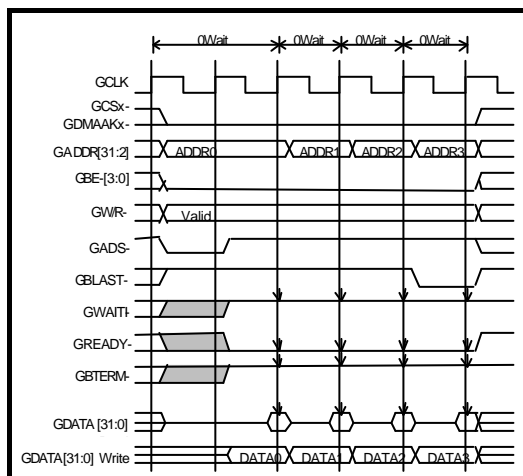 0Wait 0Wait 0Wait 0Wait
GCLK
GCSx-
GDMAAKx-
GADDR[31:2] ADDR0 ADDR1 ADDR2 ADDR3
GBE-[3:0]
GW/R- Valid
GADS-
GBLAST-
GWAITI-
GREADY-
GBTERM-
GDATA [31:0]
GDATA[31:0] Write DATA0 DATA1 DATA2 DATA3